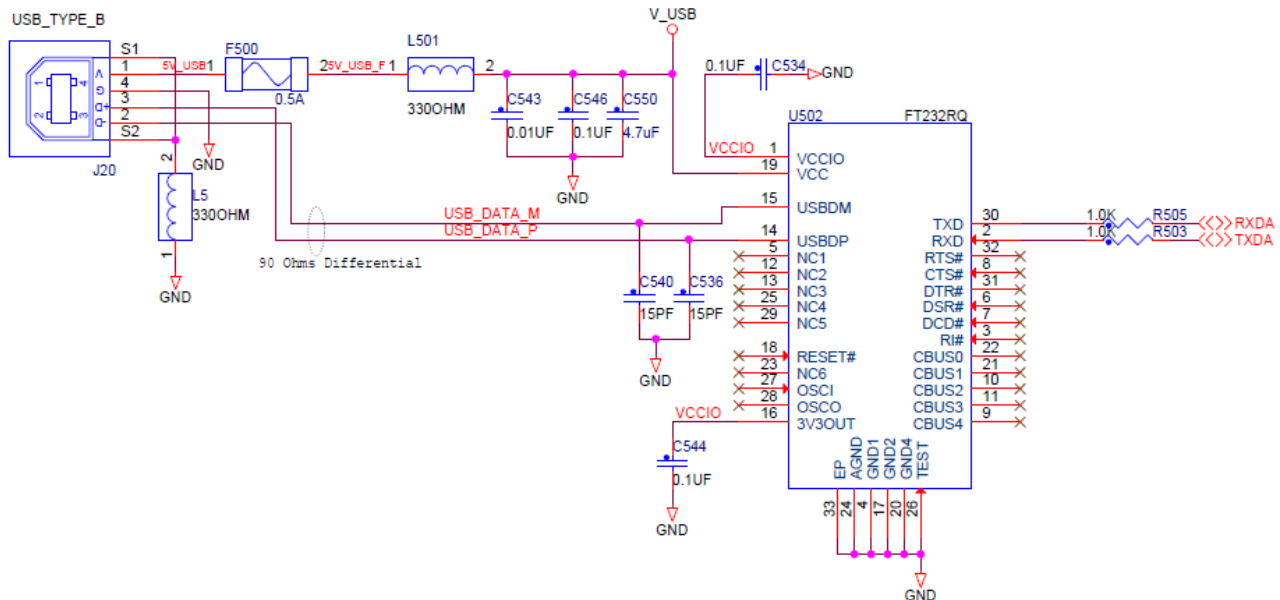 USB_TYPE_B
S1
1
4
3
2
S2
V
G
D+
D-
1
4
2
3
J20
5V_USB
1
F500
0.5A
2
5V_USB_F
1
L501
2
330OHM
V_USB
C543
0.01UF
C546
0.1UF
C550
4.7uF
GND
0.1UF
C534
GND
GND
2
L5
330OHM
1
GND
USB_DATA_M
USB_DATA_P
90 Ohms Differential
C540
15PF
C536
15PF
GND
VCCIO
C544
0.1UF
GND
U502
FT232RQ
VCCIO
1
VCCIO
19
VCC
15
USBDM
14
USBDP
5
NC1
12
NC2
13
NC3
25
NC4
29
NC5
18
RESET#
23
NC6
27
OSCI
28
OSCO
16
3V3OUT
TXD
30
RXD
2
RTS#
32
CTS#
8
DTR#
31
DSR#
6
DCD#
7
RI#
3
CBUS0
22
CBUS1
21
CBUS2
10
CBUS3
11
CBUS4
9
EP
AGND
GND1
GND2
GND4
TEST
33
24
4
17
20
26
GND
1.0K
R505
RXDA
1.0K
R503
TXDA